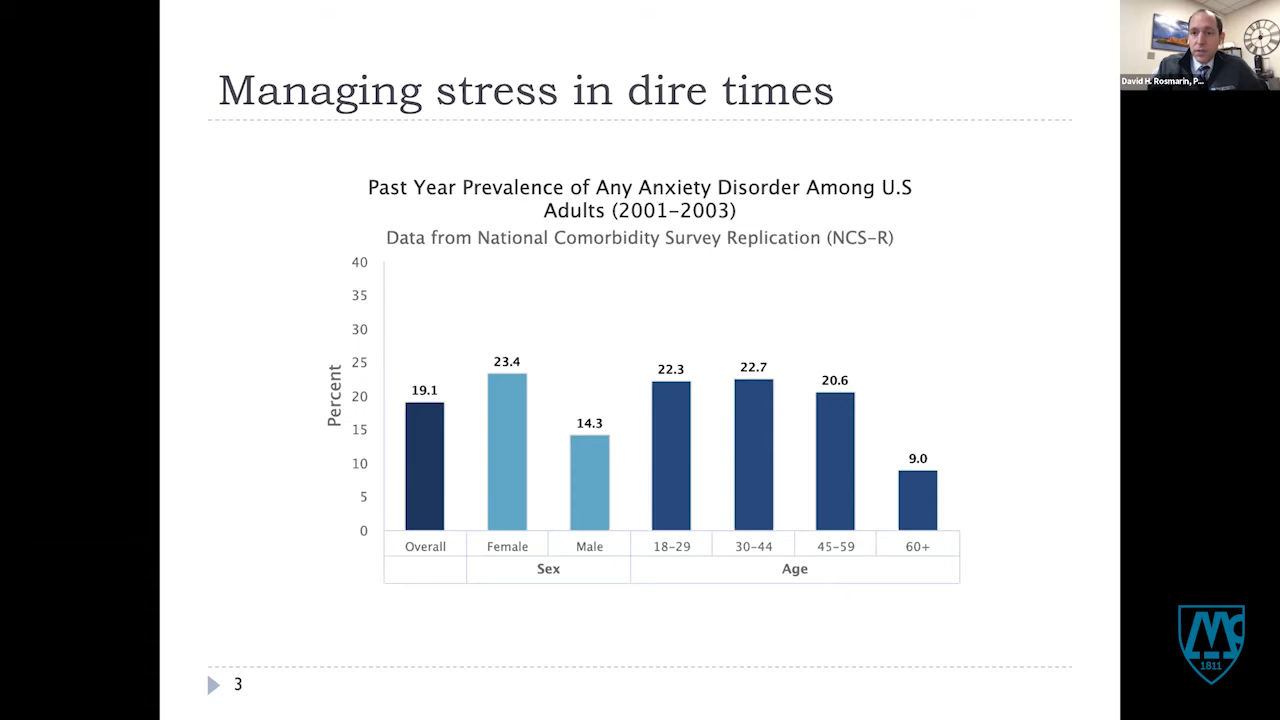 Managing stress in dire times
David H. Rosmarin, P...
Past Year Prevalence of Any Anxiety Disorder Among U.S
Adults (2001-2003)
Data from National Comorbidity Survey Replication (NCS-R)
Percent
40
35
30
25
20
15
10
5
0
19.1
23.4
14.3
22.3
22.7
20.6
9.0
Overall Female Male 18-29 30-44 45-59 60+
Sex Age
3
Mc
1811